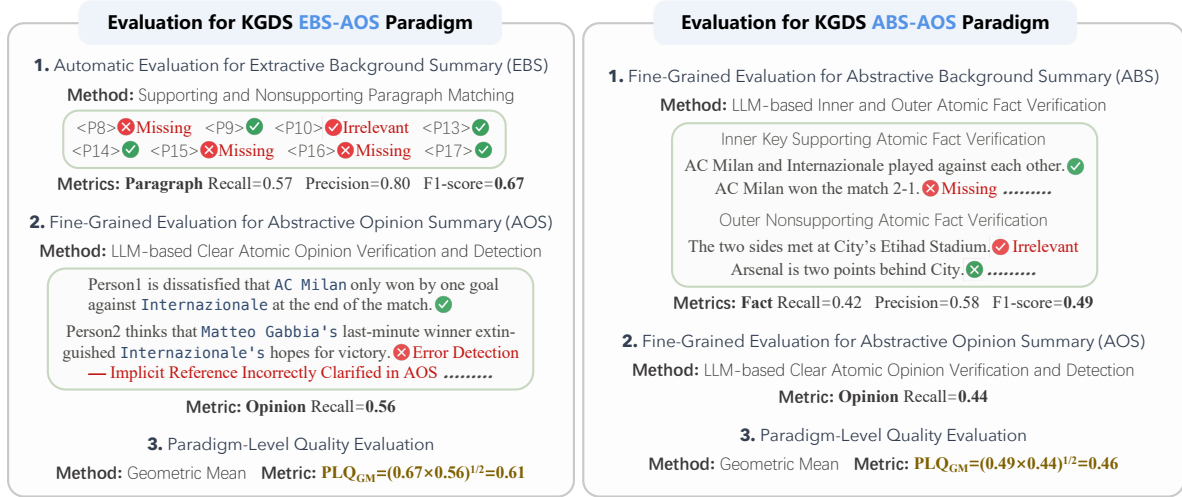 Evaluation for KGDS EBS-AOS Paradigm
1. Automatic Evaluation for Extractive Background Summary (EBS)
Method: Supporting and Nonsupporting Paragraph Matching
<P8> Missing <P9> <P10> Irrelevant <P13>
<P14> <P15> Missing <P16> Missing <P17>
Metrics: Paragraph Recall=0.57 Precision=0.80 F1-score=0.67
2. Fine-Grained Evaluation for Abstractive Opinion Summary (AOS)
Method: LLM-based Clear Atomic Opinion Verification and Detection
Person1 is dissatisfied that AC Milan only won by one goal
against Internazionale at the end of the match.
Person2 thinks that Matteo Gabbia's last-minute winner extin-
guished Internazionale's hopes for victory. Error Detection
— Implicit Reference Incorrectly Clarified in AOS .........
Metric: Opinion Recall=0.56
3. Paradigm-Level Quality Evaluation
Method: Geometric Mean Metric: PLQGM=(0.67×0.56)1/2=0.61
Evaluation for KGDS ABS-AOS Paradigm
1. Fine-Grained Evaluation for Abstractive Background Summary (ABS)
Method: LLM-based Inner and Outer Atomic Fact Verification
Inner Key Supporting Atomic Fact Verification
AC Milan and Internazionale played against each other.
AC Milan won the match 2-1. Missing .........
Outer Nonsupporting Atomic Fact Verification
The two sides met at City's Etihad Stadium. Irrelevant
Arsenal is two points behind City. .........
Metrics: Fact Recall=0.42 Precision=0.58 F1-score=0.49
2. Fine-Grained Evaluation for Abstractive Opinion Summary (AOS)
Method: LLM-based Clear Atomic Opinion Verification and Detection
Metric: Opinion Recall=0.44
3. Paradigm-Level Quality Evaluation
Method: Geometric Mean Metric: PLQGM=(0.49×0.44)1/2=0.46